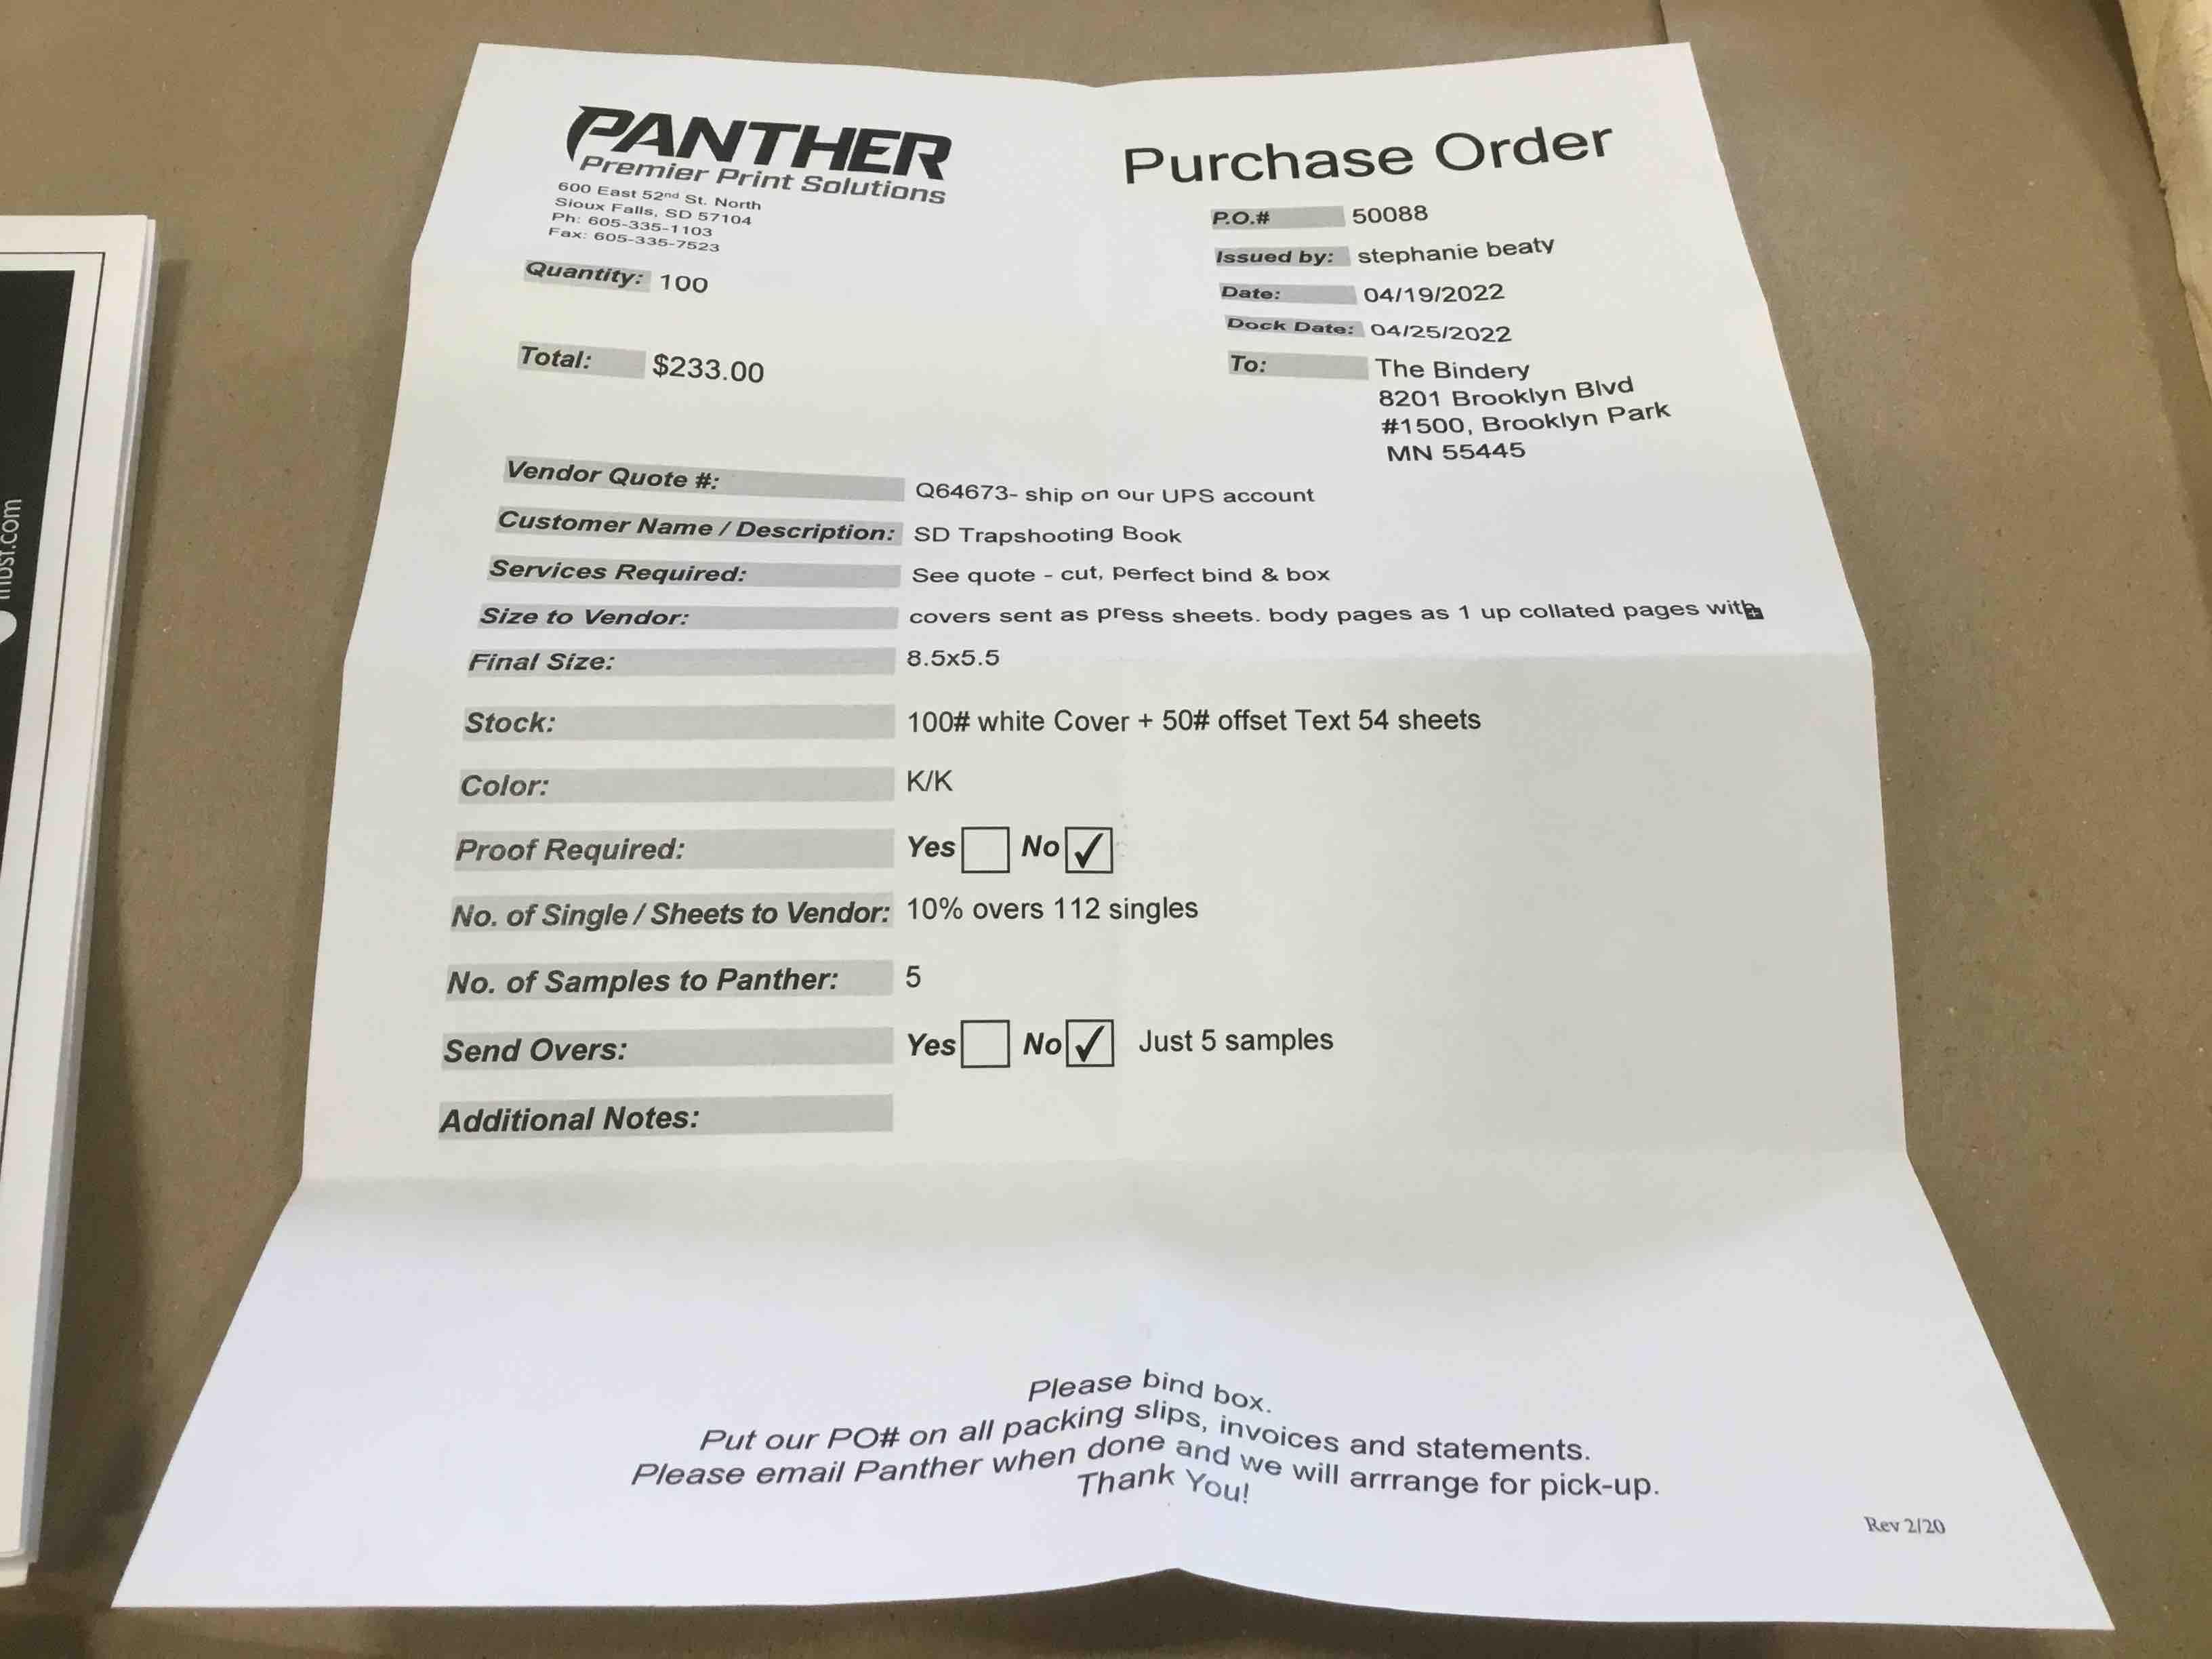 PANTHER
Premier Print Solutions
600 East 52nd St. North
Sioux Falls, SD 57104
Ph: 605-335-1103
Fax: 605-335-7523
Quantity: 100
Total: $233.00
Purchase Order
P.O.# 50088
Issued by: stephanie beaty
Date: 04/19/2022
Dock Date: 04/25/2022
To: The Bindery
8201 Brooklyn Blvd
#1500, Brooklyn Park
MN 55445
Vendor Quote #: Q64673- ship on our UPS account
Customer Name / Description: SD Trapshooting Book
Services Required: See quote - cut, perfect bind & box
Size to Vendor: covers sent as press sheets. body pages as 1 up collated pages with
Final Size: 8.5x5.5
Stock: 100# white Cover + 50# offset Text 54 sheets
Color: K/K
Proof Required: Yes No ✓
No. of Single / Sheets to Vendor: 10% overs 112 singles
No. of Samples to Panther: 5
Send Overs: Yes No ✓ Just 5 samples
Additional Notes:
Please bind box.
Put our PO# on all packing slips, invoices and statements.
Please email Panther when done and we will arrrange for pick-up.
Thank You!
Rev 2/20